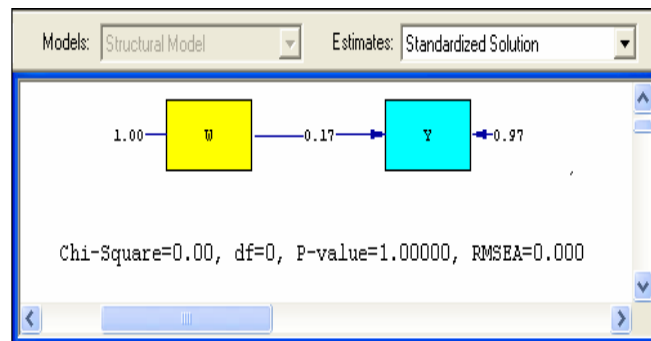 Models: Structural Model Estimates: Standardized Solution
1.00 W 0.17 Y 0.97
Chi-Square=0.00, df=0, P-value=1.00000, RMSEA=0.000